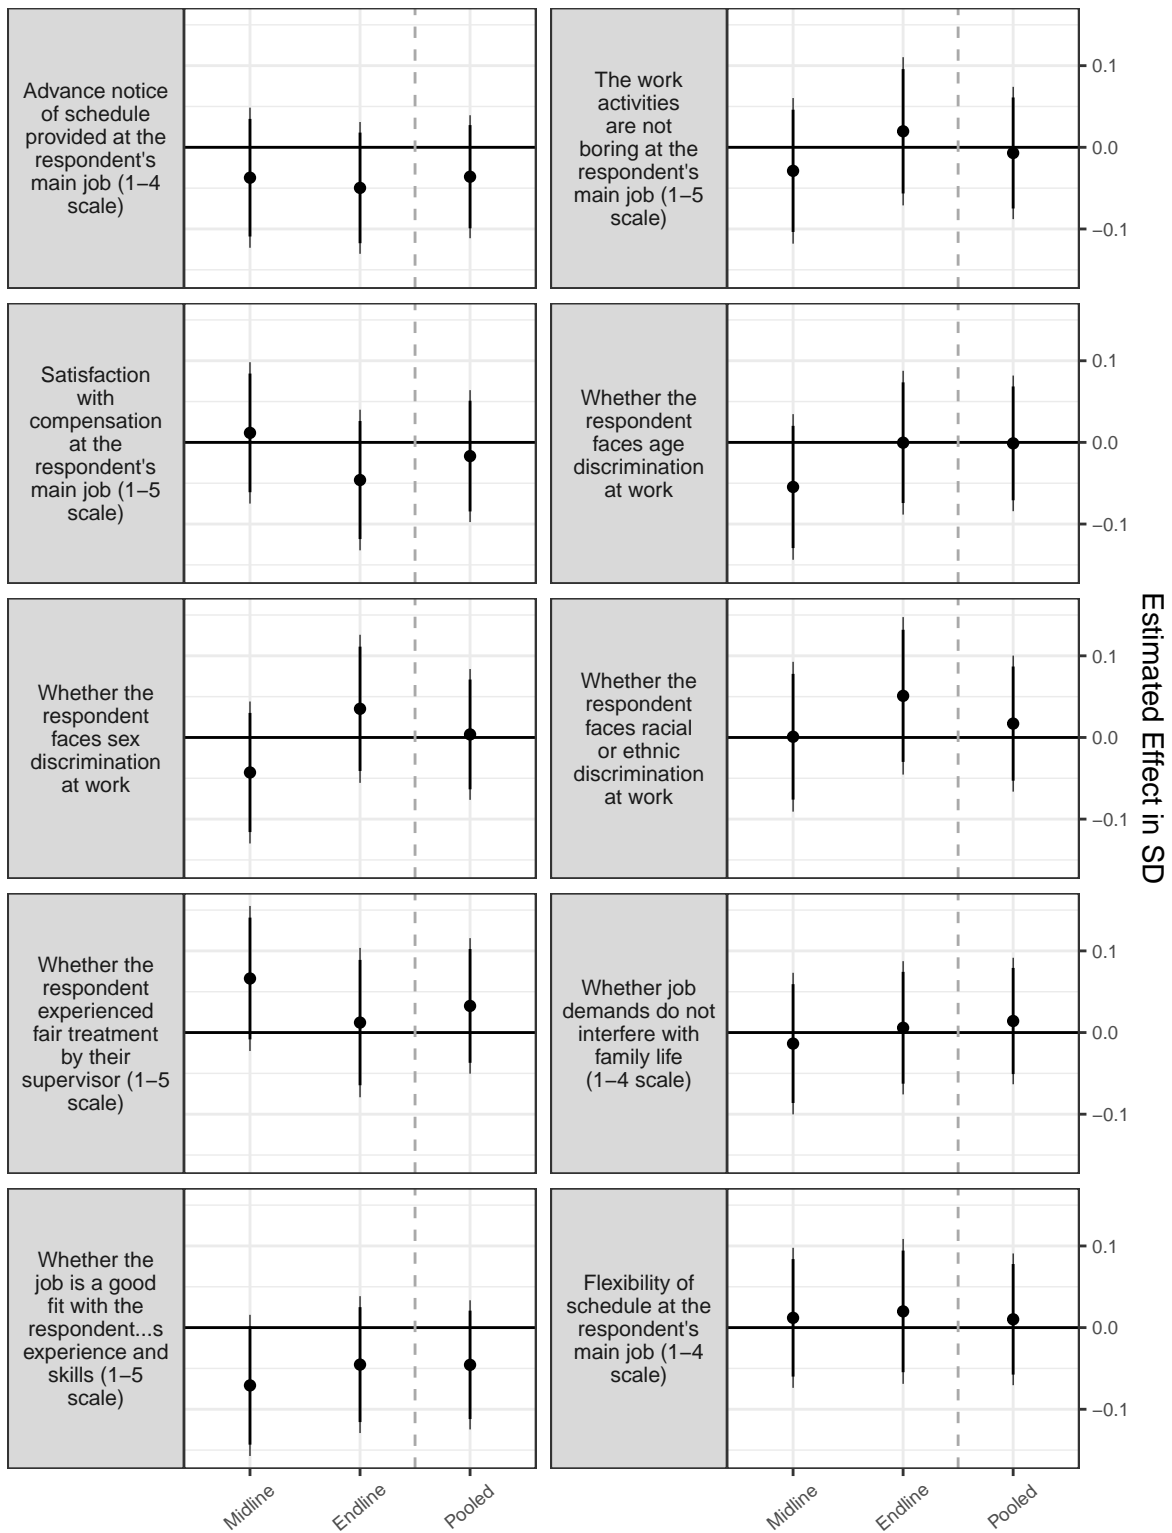 Advance notice
of schedule
provided at the
respondent's
main job (1−4
scale)
The work
activities
are not
boring at the
respondent's
main job (1−5
scale)
0.1
0.0
−0.1
Satisfaction
with
compensation
at the
respondent's
main job (1−5
scale)
Whether the
respondent
faces age
discrimination
at work
0.1
0.0
−0.1
Whether the
respondent
faces sex
discrimination
at work
Whether the
respondent
faces racial
or ethnic
discrimination
at work
0.1
0.0
−0.1
Estimated Effect in SD
Whether the
respondent
experienced
fair treatment
by their
supervisor (1−5
scale)
Whether job
demands do not
interfere with
family life
(1−4 scale)
0.1
0.0
−0.1
Whether the
job is a good
fit with the
respondent...s
experience and
skills (1−5
scale)
Flexibility of
schedule at the
respondent's
main job (1−4
scale)
0.1
0.0
−0.1
Midline
Endline
Pooled
Midline
Endline
Pooled